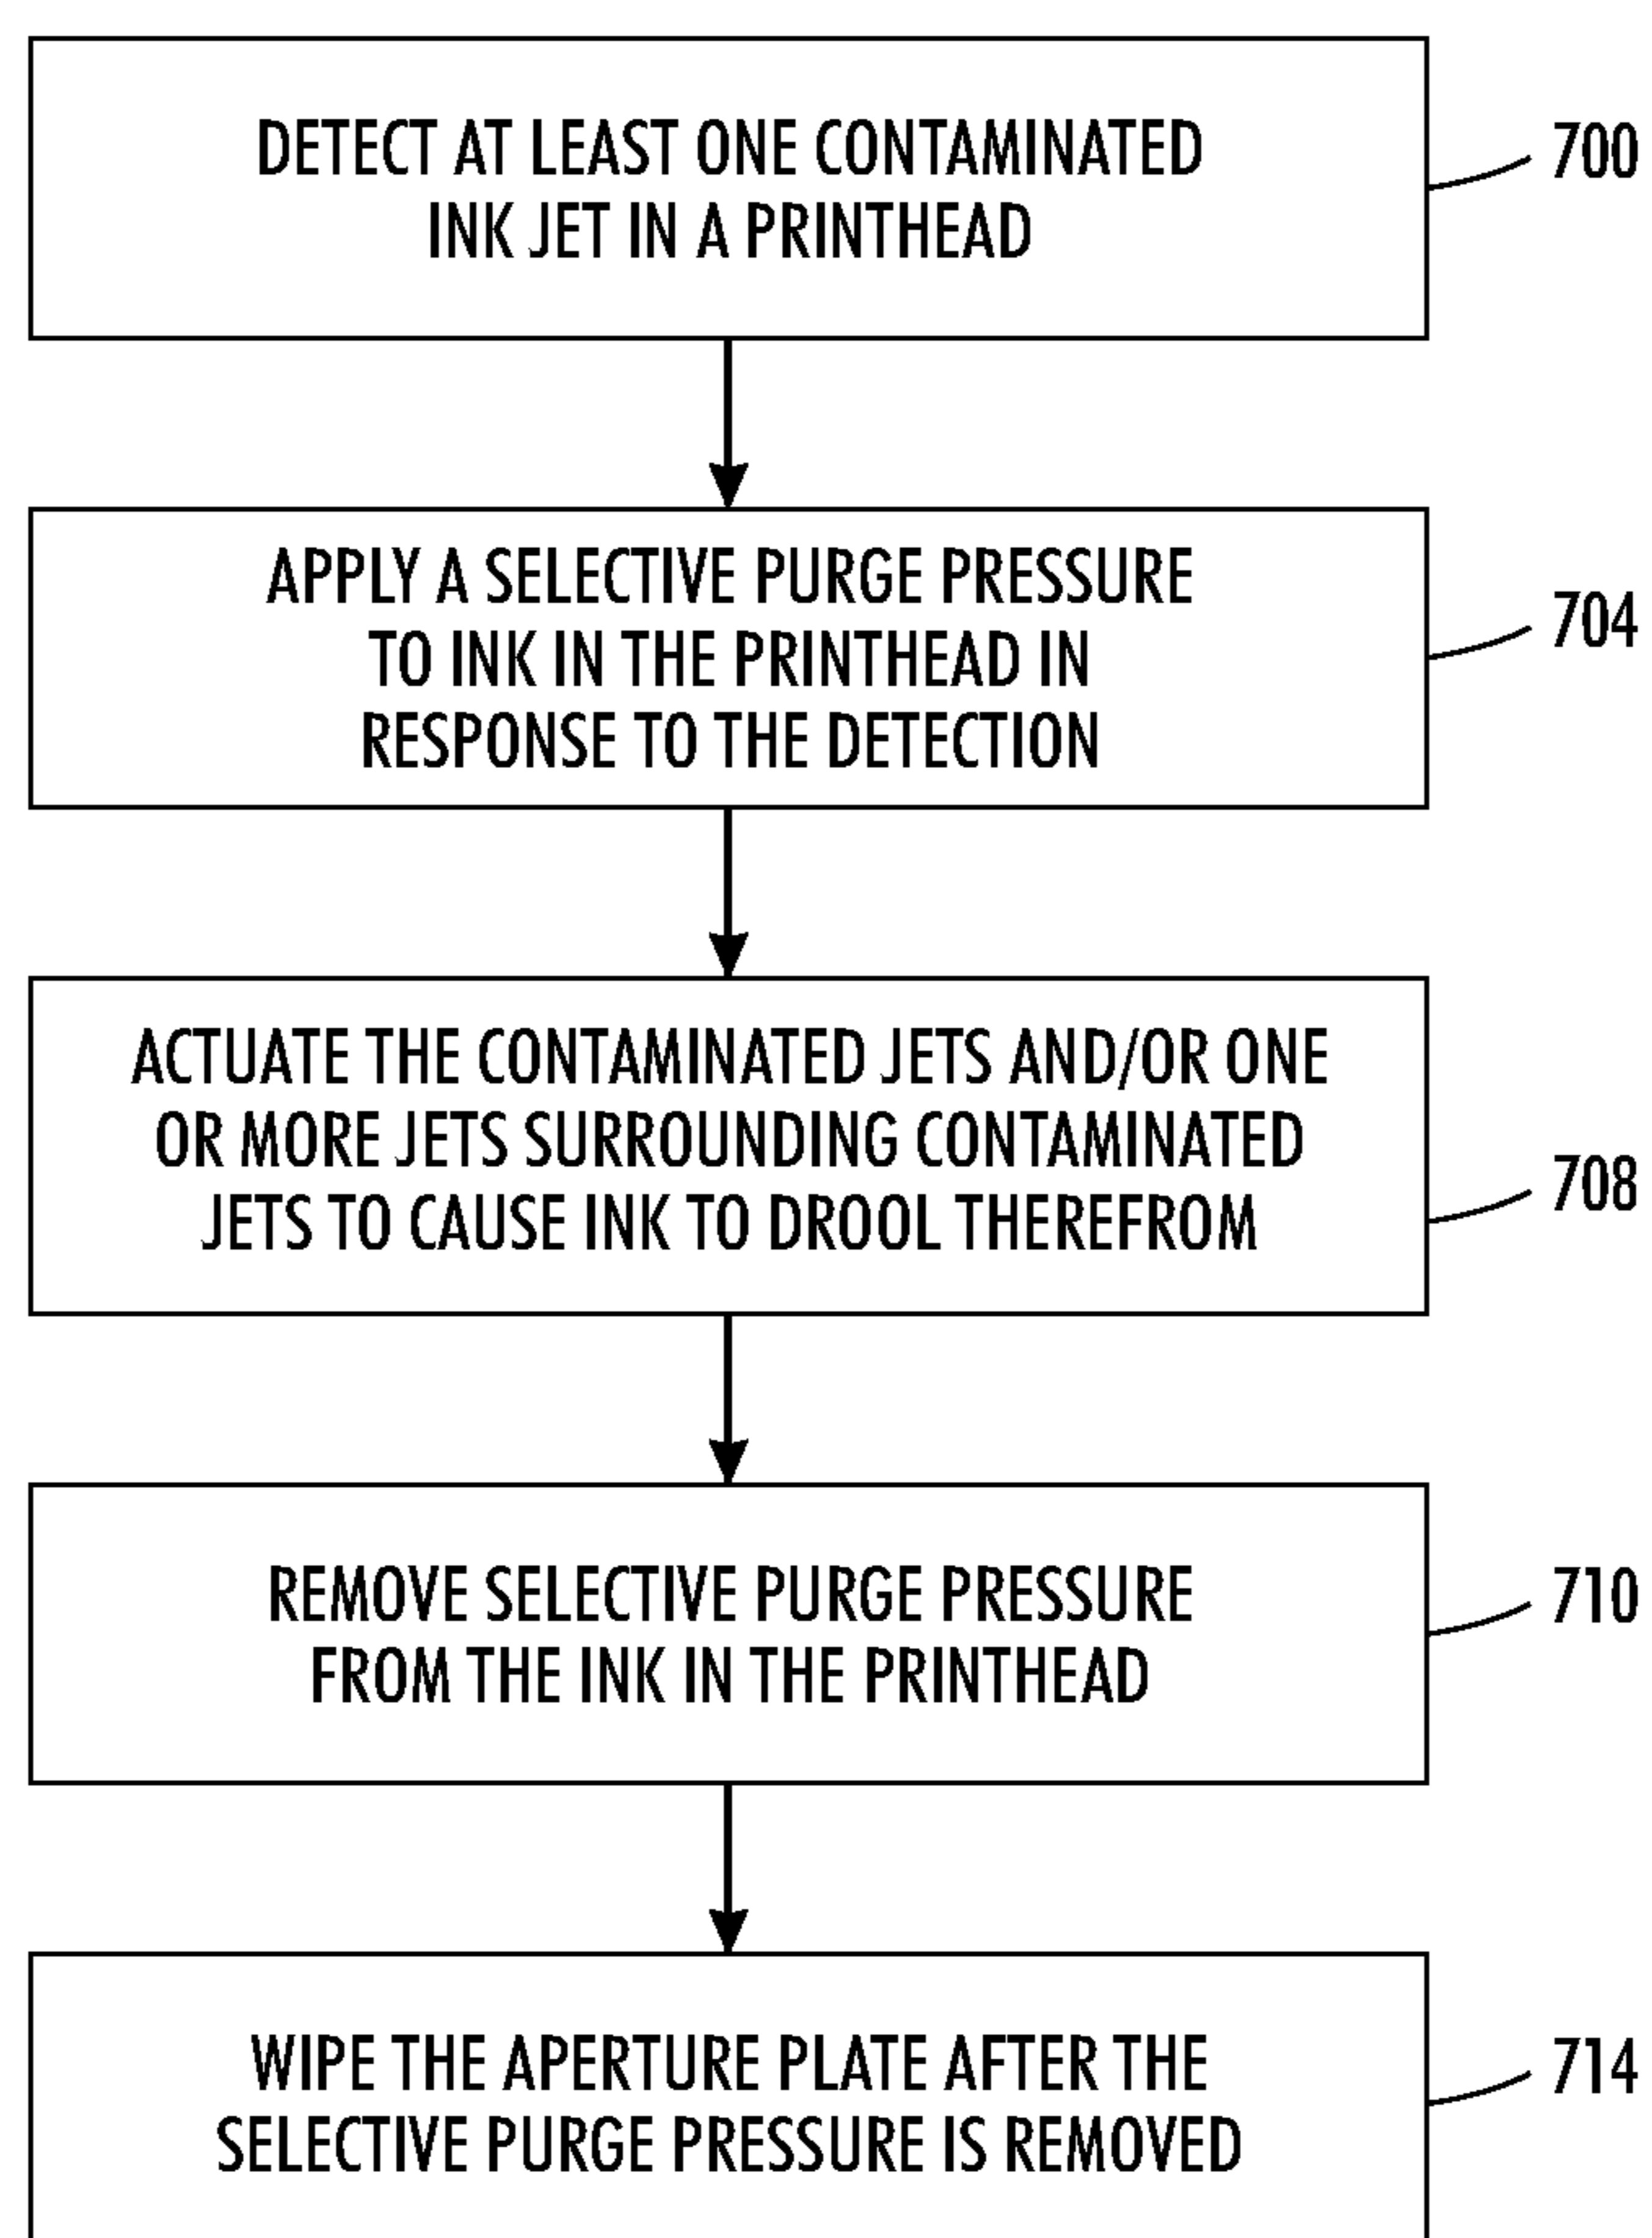 DETECT AT LEAST ONE CONTAMINATED
INK JET IN A PRINTHEAD
700
APPLY A SELECTIVE PURGE PRESSURE
TO INK IN THE PRINTHEAD IN
RESPONSE TO THE DETECTION
704
ACTUATE THE CONTAMINATED JETS AND/OR ONE
OR MORE JETS SURROUNDING CONTAMINATED
JETS TO CAUSE INK TO DROOL THEREFROM
708
REMOVE SELECTIVE PURGE PRESSURE
FROM THE INK IN THE PRINTHEAD
710
WIPE THE APERTURE PLATE AFTER THE
SELECTIVE PURGE PRESSURE IS REMOVED
714